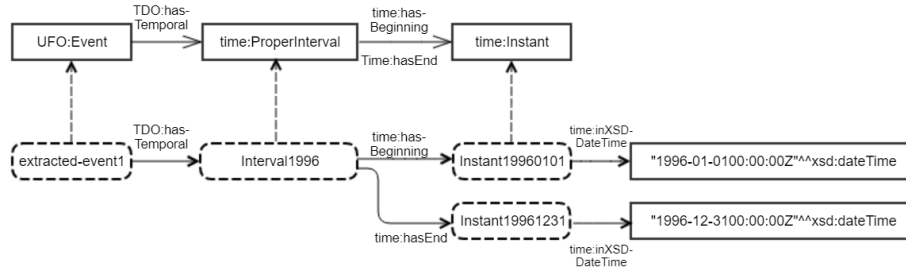 TDO:has-
Temporal
time:has-
Beginning
UFO:Event
time:ProperInterval
time:Instant
Time:hasEnd
TDO:has-
Temporal
time:has-
Beginning
time:inXSD-
DateTime
extracted-event1
Interval1996
Instant19960101
"1996-01-0100:00:00Z"^^xsd:dateTime
time:hasEnd
Instant19961231
"1996-12-3100:00:00Z"^^xsd:dateTime
time:inXSD-
DateTime